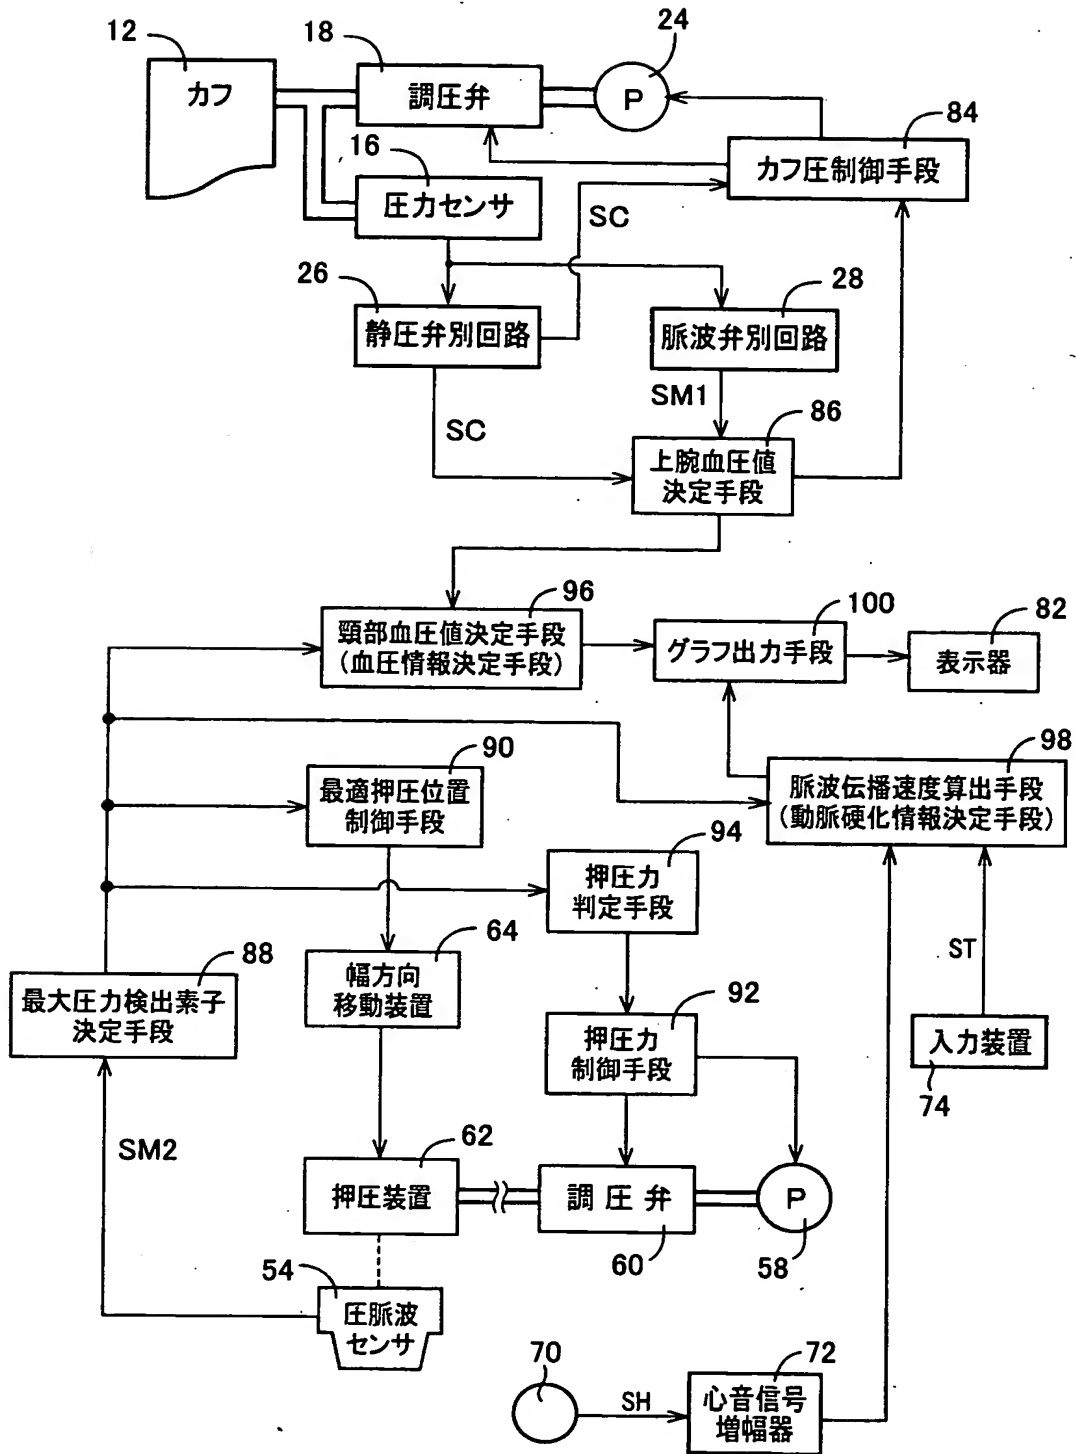 12
カフ
18
調圧弁
24
P
84
カフ圧制御手段
16
圧力センサ
SC
26
静圧弁別回路
28
脈波弁別回路
SM1
SC
86
上腕血圧値
決定手段
96
頸部血圧値決定手段
(血圧情報決定手段)
100
グラフ出力手段
82
表示器
90
最適押圧位置
制御手段
98
脈波伝播速度算出手段
(動脈硬化情報決定手段)
94
押圧力
判定手段
88
最大圧力検出素子
決定手段
64
幅方向
移動装置
92
押圧力
制御手段
ST
入力装置
74
SM2
62
押圧装置
調圧弁
60
P
58
54
圧脈波
センサ
70
SH
72
心音信号
増幅器